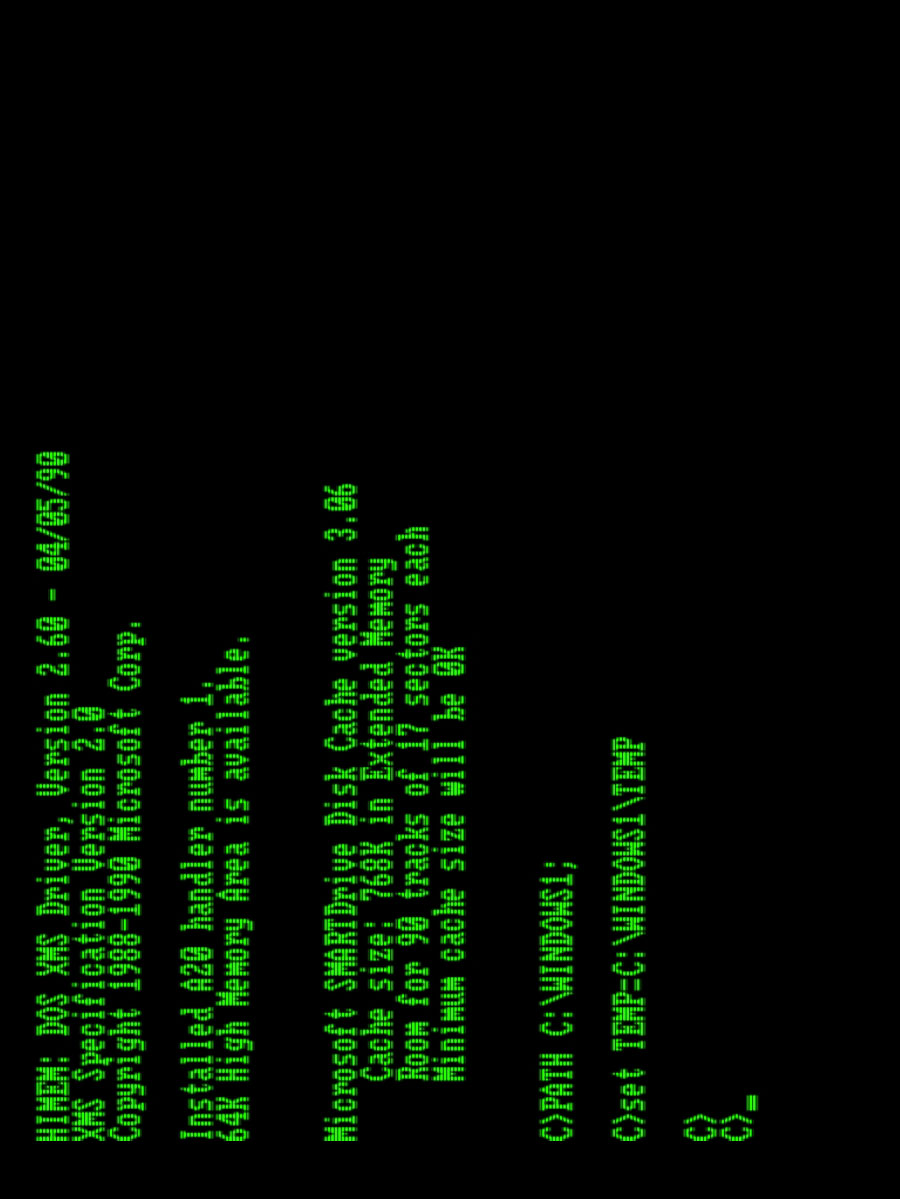 HIMEM: DOS XMS Driver, Version 2.60 - 04/05/90
XMS Specification Version 2.0
Copyright 1988-1990 Microsoft Corp.
Installed A20 handler number 1.
64K High Memory Area is available.
Microsoft SMARTDrive Disk Cache version 3.06
Cache size: 768K in Extended Memory
Room for 90 tracks of 17 sectors each
Minimum cache size will be 0K
C>PATH C:\WINDOWS1;
C>set TEMP=C:\WINDOWS1\TEMP
C>
C>